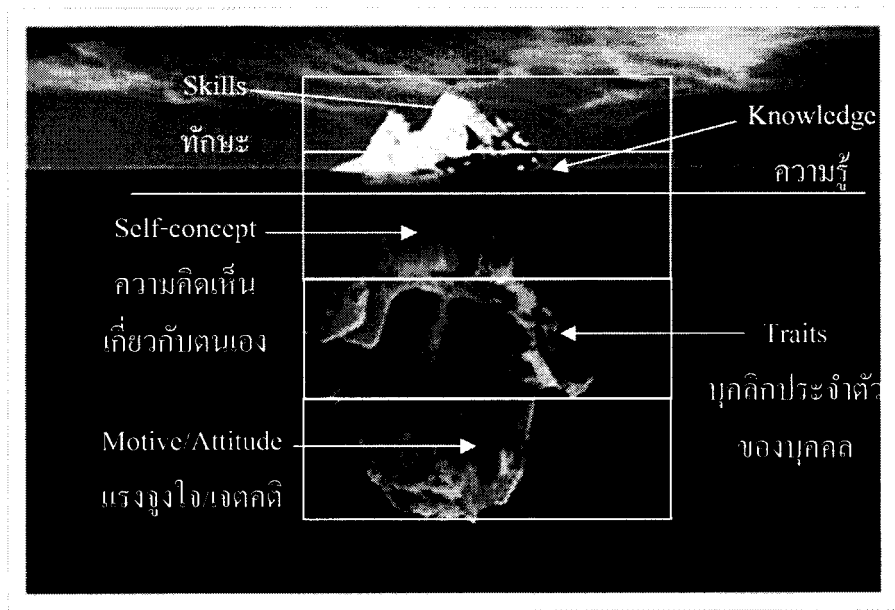 Skills
ทักษะ
Knowledge
ความรู้
Self-concept
ความคิดเห็น
เกี่ยวกับตนเอง
Traits
บุคลิกประจำตัว
ของบุคคล
Motive/Attitude
แรงจูงใจ/เจตคติ